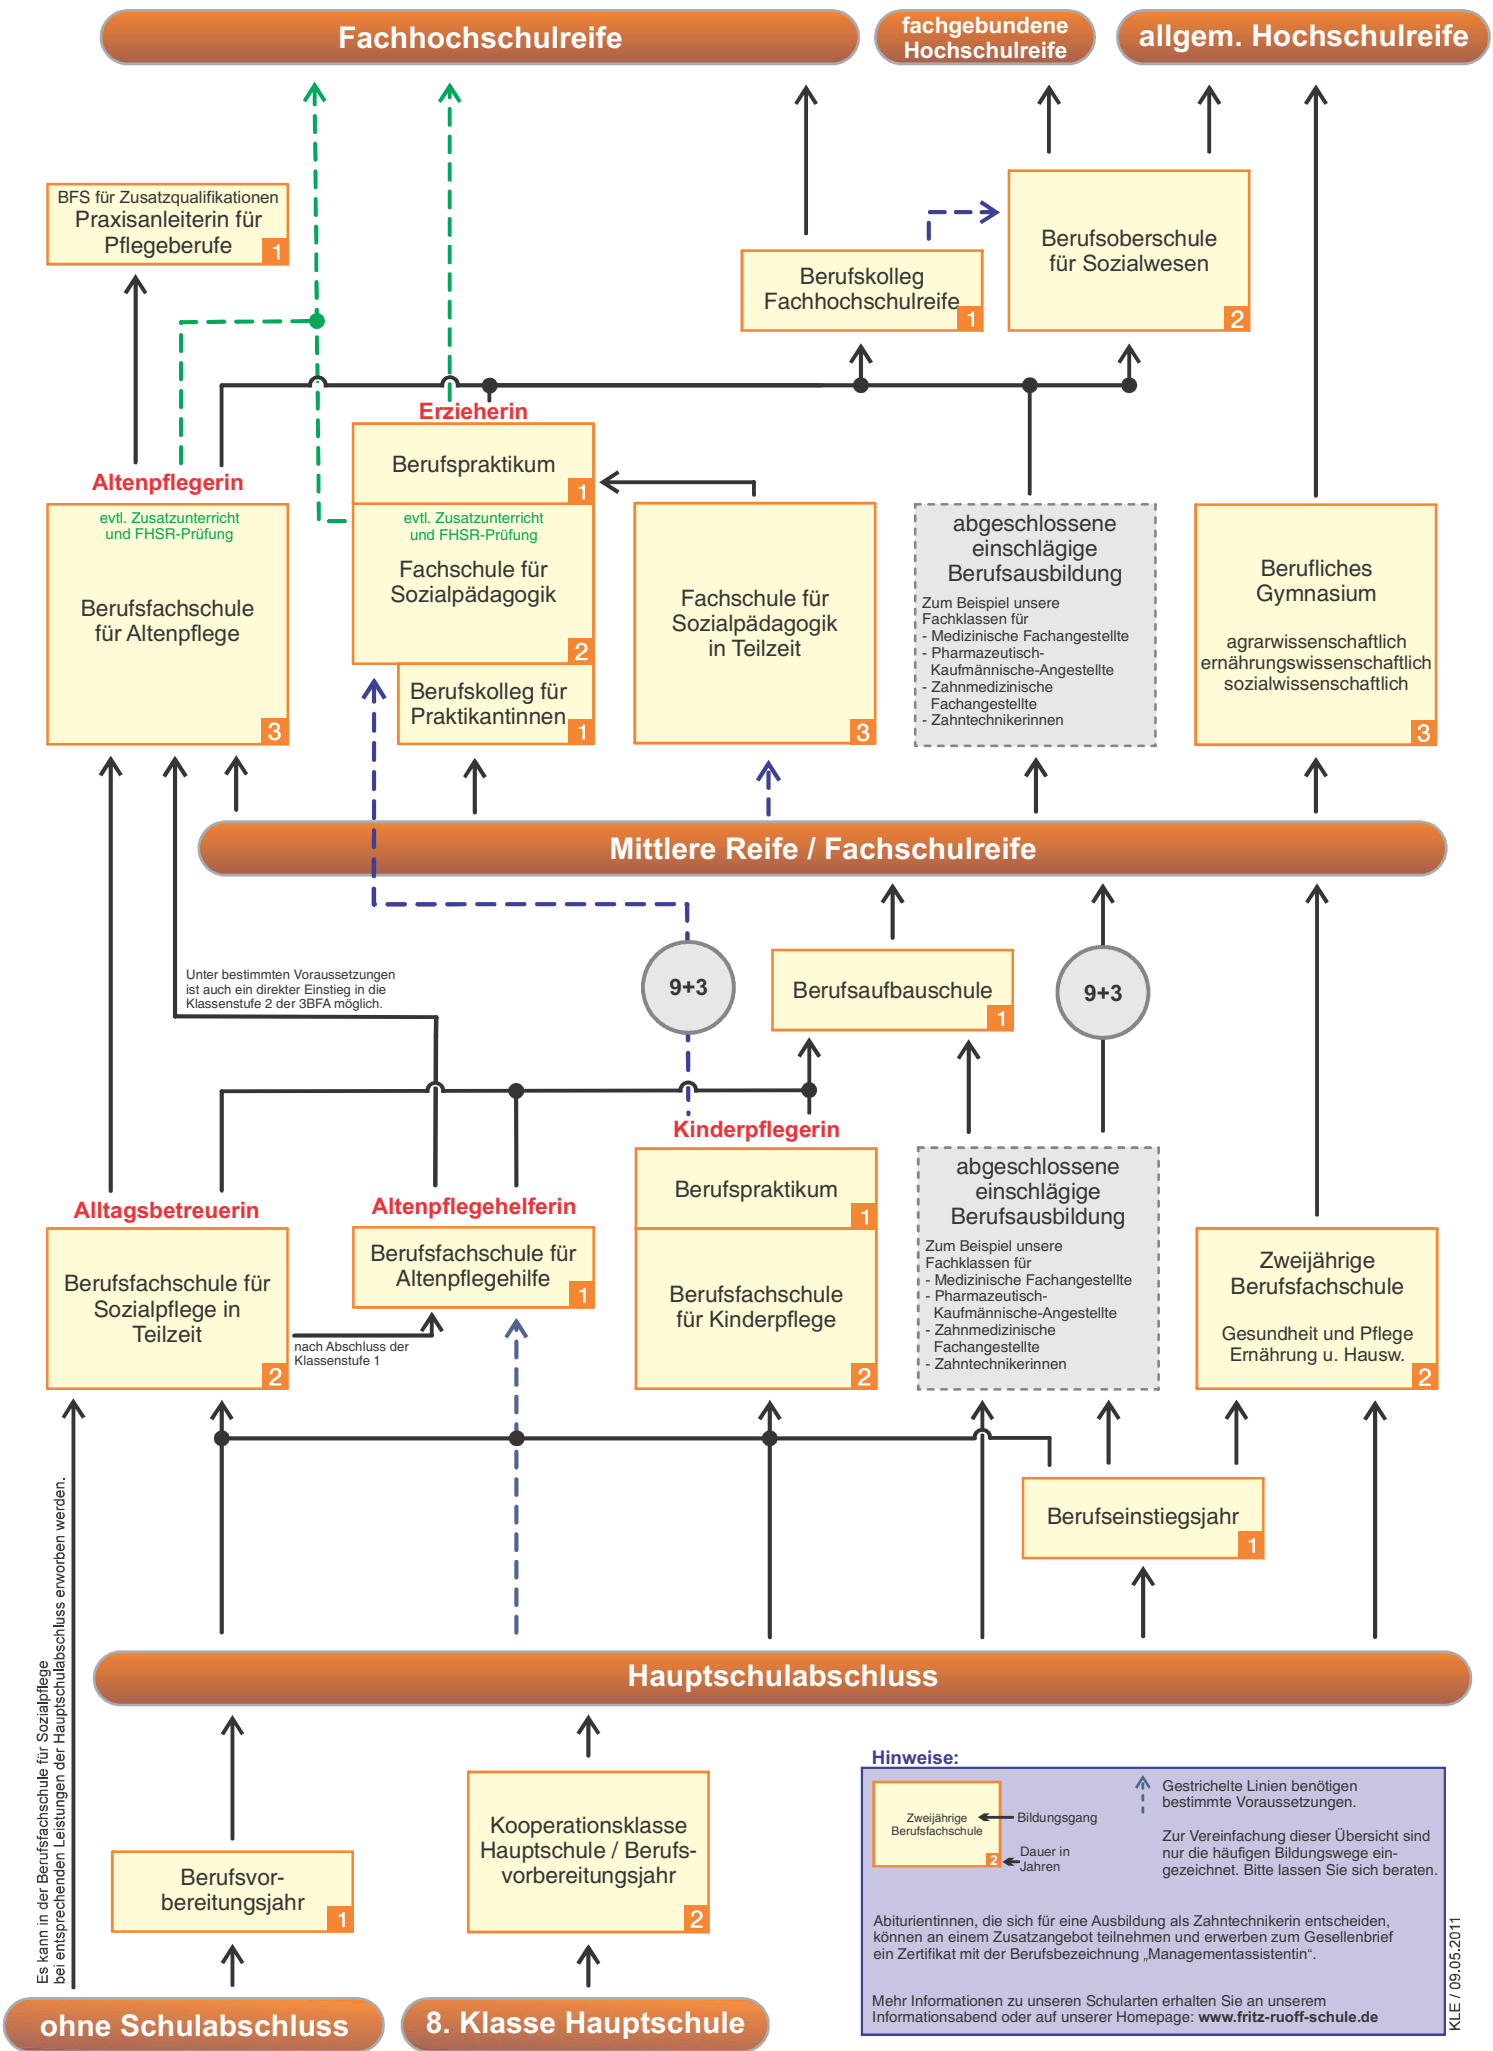 Fachhochschulreife
fachgebundene
Hochschulreife
allgem. Hochschulreife
BFS für Zusatzqualifikationen
Praxisanleiterin für
Pflegeberufe
1
Berufskolleg
Fachhochschulreife
1
Berufsoberschule
für Sozialwesen
2
Altenpflegerin
evtl. Zusatzunterricht
und FHSR-Prüfung
Berufsfachschule
für Altenpflege
3
Erzieherin
Berufspraktikum
1
evtl. Zusatzunterricht
und FHSR-Prüfung
Fachschule für
Sozialpädagogik
2
Berufskolleg für
Praktikantinnen
1
Fachschule für
Sozialpädagogik
in Teilzeit
3
abgeschlossene
einschlägige
Berufsausbildung
Zum Beispiel unsere
Fachklassen für
- Medizinische Fachangestellte
- Pharmazeutisch-
Kaufmännische-Angestellte
- Zahnmedizinische
Fachangestellte
- Zahntechnikerinnen
Berufliches
Gymnasium
agrarwissenschaftlich
ernährungswissenschaftlich
sozialwissenschaftlich
3
Mittlere Reife / Fachschulreife
Unter bestimmten Voraussetzungen
ist auch ein direkter Einstieg in die
Klassenstufe 2 der 3BFA möglich.
9+3
Berufsaufbauschule
1
9+3
Alltagsbetreuerin
Berufsfachschule für
Sozialpflege in
Teilzeit
2
nach Abschluss der
Klassenstufe 1
Altenpflegehelferin
Berufsfachschule für
Altenpflegehilfe
1
Kinderpflegerin
Berufspraktikum
1
Berufsfachschule
für Kinderpflege
2
abgeschlossene
einschlägige
Berufsausbildung
Zum Beispiel unsere
Fachklassen für
- Medizinische Fachangestellte
- Pharmazeutisch-
Kaufmännische-Angestellte
- Zahnmedizinische
Fachangestellte
- Zahntechnikerinnen
Zweijährige
Berufsfachschule
Gesundheit und Pflege
Ernährung u. Hausw.
2
Berufseinstiegsjahr
1
Es kann in der Berufsfachschule für Sozialpflege
bei entsprechenden Leistungen der Hauptschulabschluss erworben werden.
Hauptschulabschluss
Berufsvor-
bereitungsjahr
1
Kooperationsklasse
Hauptschule / Berufs-
vorbereitungsjahr
2
ohne Schulabschluss
8. Klasse Hauptschule
Hinweise:
Zweijährige
Berufsfachschule
2
Bildungsgang
Dauer in
Jahren
Gestrichelte Linien benötigen
bestimmte Voraussetzungen.
Zur Vereinfachung dieser Übersicht sind
nur die häufigen Bildungswege ein-
gezeichnet. Bitte lassen Sie sich beraten.
Abiturientinnen, die sich für eine Ausbildung als Zahntechnikerin entscheiden,
können an einem Zusatzangebot teilnehmen und erwerben zum Gesellenbrief
ein Zertifikat mit der Berufsbezeichnung „Managementassistentin“.
Mehr Informationen zu unseren Schularten erhalten Sie an unserem
Informationsabend oder auf unserer Homepage: www.fritz-ruoff-schule.de
KLE / 09.05.2011